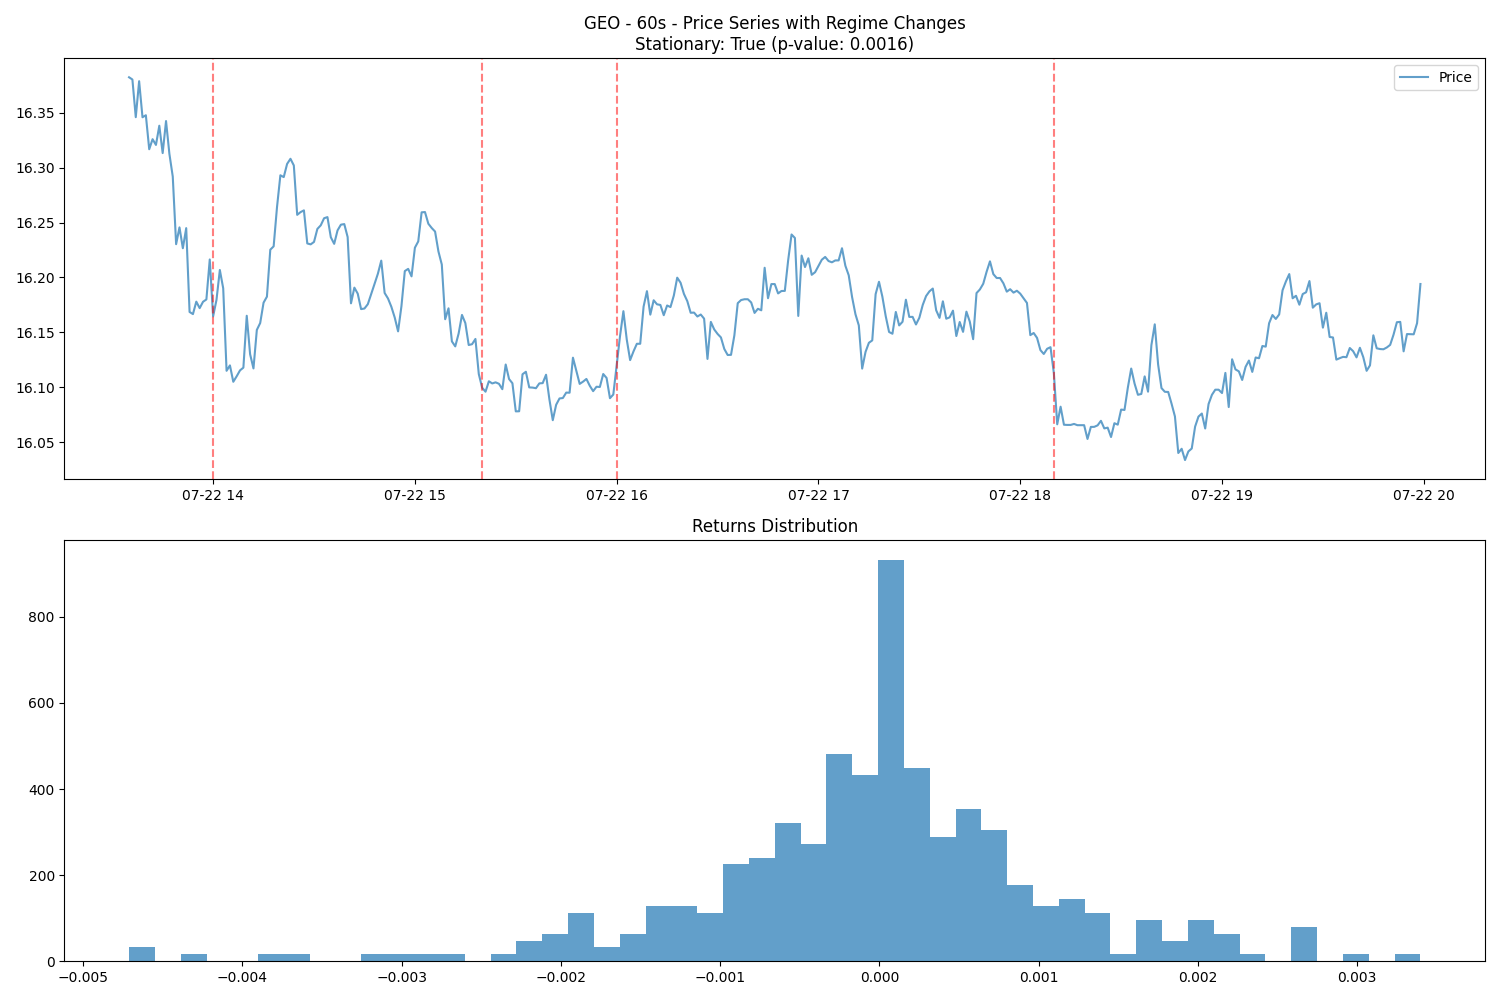 GEO - 60s - Price Series with Regime Changes
Stationary: True (p-value: 0.0016)
Price
16.35
16.30
16.25
16.20
16.15
16.10
16.05
07-22 14 07-22 15 07-22 16 07-22 17 07-22 18 07-22 19 07-22 20
Returns Distribution
800
600
400
200
0
−0.005 −0.004 −0.003 −0.002 −0.001 0.000 0.001 0.002 0.003